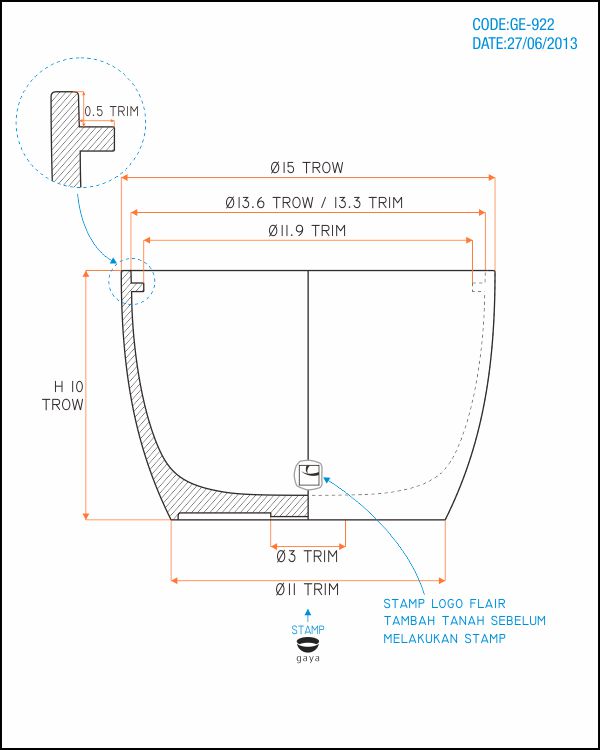 CODE:GE-922
DATE:27/06/2013
0.5 TRIM
Ø15 TROW
Ø13.6 TROW / 13.3 TRIM
Ø11.9 TRIM
H 10
TROW
Ø3 TRIM
Ø11 TRIM
STAMP
gaya
STAMP LOGO FLAIR
TAMBAH TANAH SEBELUM
MELAKUKAN STAMP